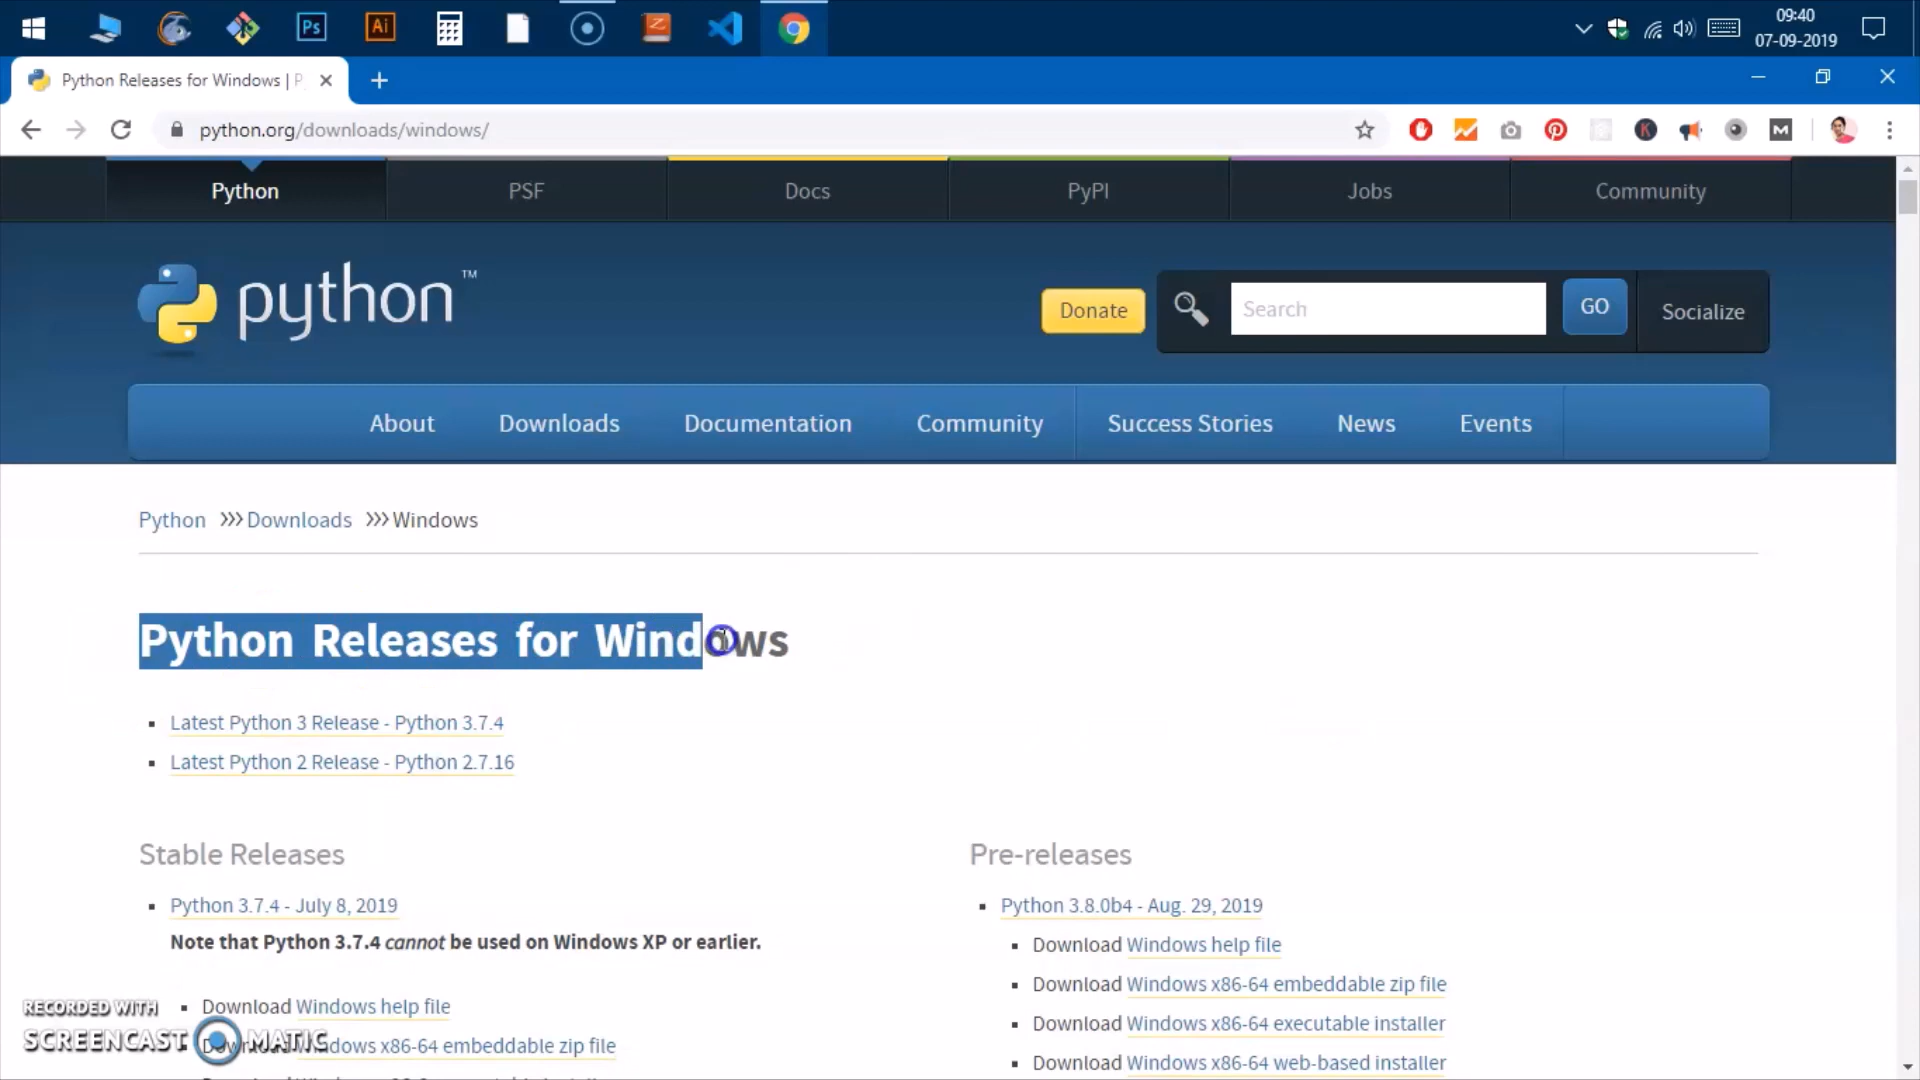 Ps
Ai
09:40
07-09-2019
Python Releases for Windows | P
python.org/downloads/windows/
Python
PSF
Docs
PyPI
Jobs
Community
python™
Donate
Search
GO
Socialize
About
Downloads
Documentation
Community
Success Stories
News
Events
Python >>> Downloads >>> Windows
Python Releases for Windows
Latest Python 3 Release - Python 3.7.4
Latest Python 2 Release - Python 2.7.16
Stable Releases
Python 3.7.4 - July 8, 2019
Note that Python 3.7.4 cannot be used on Windows XP or earlier.
Download Windows help file
Download Windows x86-64 embeddable zip file
Pre-releases
Python 3.8.0b4 - Aug. 29, 2019
Download Windows help file
Download Windows x86-64 embeddable zip file
Download Windows x86-64 executable installer
Download Windows x86-64 web-based installer
RECORDED WITH
SCREENCAST MATIC